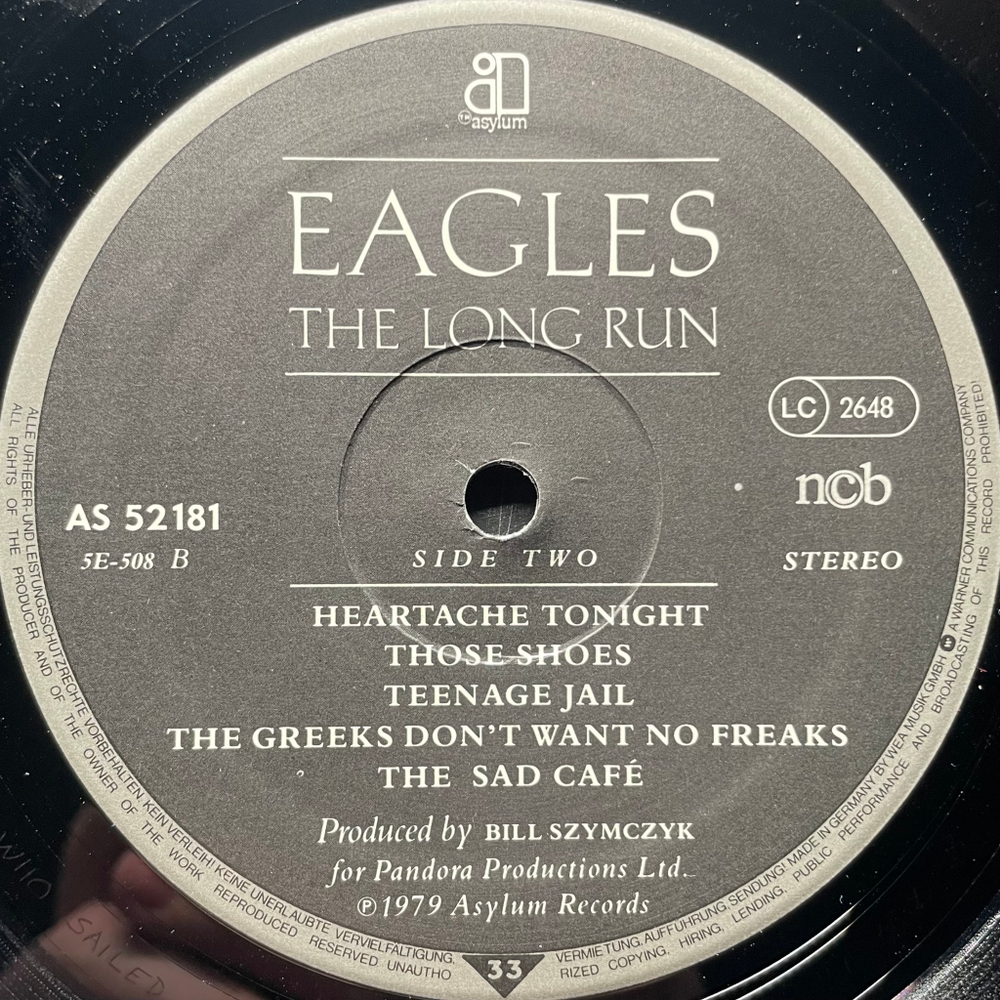 ™asylum
EAGLES
THE LONG RUN
LC 2648
ncb
AS 52181
5E-508 B
SIDE TWO
STEREO
HEARTACHE TONIGHT
THOSE SHOES
TEENAGE JAIL
THE GREEKS DON'T WANT NO FREAKS
THE SAD CAFÉ
Produced by BILL SZYMCZYK
for Pandora Productions Ltd.
℗1979 Asylum Records
33
ALLE URHEBER- UND LEISTUNGSSCHUTZRECHTE VORBEHALTEN KEIN VERLEIH! KEINE UNERLAUBTE VERVIELFÄLTIGUNG, VERMIETUNG, AUFFÜHRUNG, SENDUNG! MADE IN GERMANY BY WEA MUSIK GMBH A WARNER COMMUNICATIONS COMPANY
ALL RIGHTS OF THE PRODUCER AND OF THE OWNER OF THE WORK REPRODUCED RESERVED UNAUTHORIZED COPYING, HIRING, LENDING, PUBLIC PERFORMANCE AND BROADCASTING OF THIS RECORD PROHIBITED!
WHO
SAILED